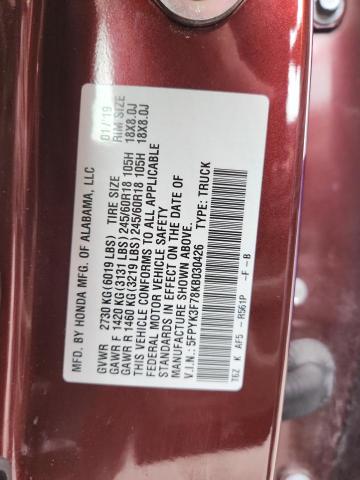 MFD. BY HONDA MFG. OF ALABAMA, LLC 01/19
GVWR 2730 KG(6019 LBS) TIRE SIZE RIM SIZE
GAWR F 1420 KG(3131 LBS)245/60R18 105H 18X8.0J
GAWR R 1460 KG(3219 LBS)245/60R18 105H 18X8.0J
THIS VEHICLE CONFORMS TO ALL APPLICABLE
FEDERAL MOTOR VEHICLE SAFETY
STANDARDS IN EFFECT ON THE DATE OF
MANUFACTURE SHOWN ABOVE.
V.I.N.: 5FPYK3F78KB030426 TYPE: TRUCK
T6Z K AF5 -R561P -F -B